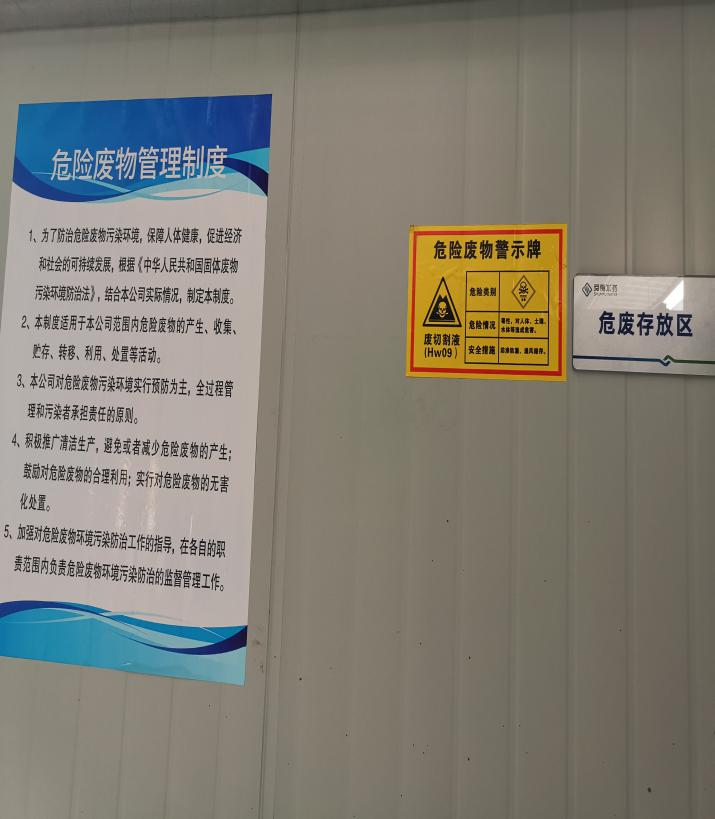 危险废物管理制度
1、为了防治危险废物污染环境，保障人体健康，促进经济
和社会的可持续发展，根据《中华人民共和国固体废物
污染环境防治法》，结合本公司实际情况，制定本制度。
2、本制度适用于本公司范围内危险废物的产生、收集、
贮存、转移、利用、处置等活动。
3、本公司对危险废物污染环境实行预防为主，全过程管
理和污染者承担责任的原则。
4、积极推广清洁生产，避免或者减少危险废物的产生；
鼓励对危险废物的合理利用；实行对危险废物的无害
化处置。
5、加强对危险废物环境污染防治工作的指导，在各自的职
责范围内负责危险废物环境污染防治的监督管理工作。
危险废物警示牌
废切割液
(Hw09)
危险类别
危险情况
毒性，对人体、土壤、
水体等造成危害。
安全措施
危废存放区